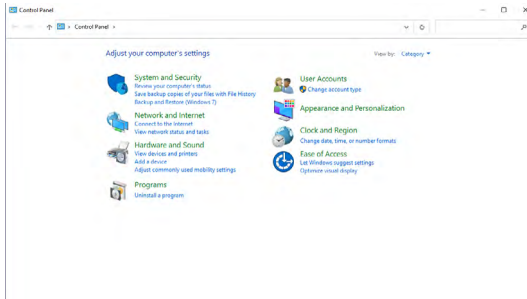 Control Panel
Control Panel
Adjust your computer's settings
View by: Category
System and Security
Review your computer's status
Save backup copies of your files with File History
Backup and Restore (Windows 7)
Network and Internet
Connect to the Internet
View network status and tasks
Hardware and Sound
View devices and printers
Add a device
Adjust commonly used mobility settings
Programs
Uninstall a program
User Accounts
Change account type
Appearance and Personalization
Clock and Region
Change date, time, or number formats
Ease of Access
Let Windows suggest settings
Optimize visual display